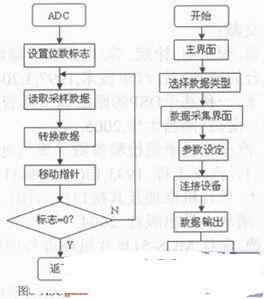 ADC
设置位数标志
读取采样数据
转换数据
移动指针
标志=0?
N
Y
开始
主界面
选择数据类型
数据采集界面
参数设定
连接设备
数据输出